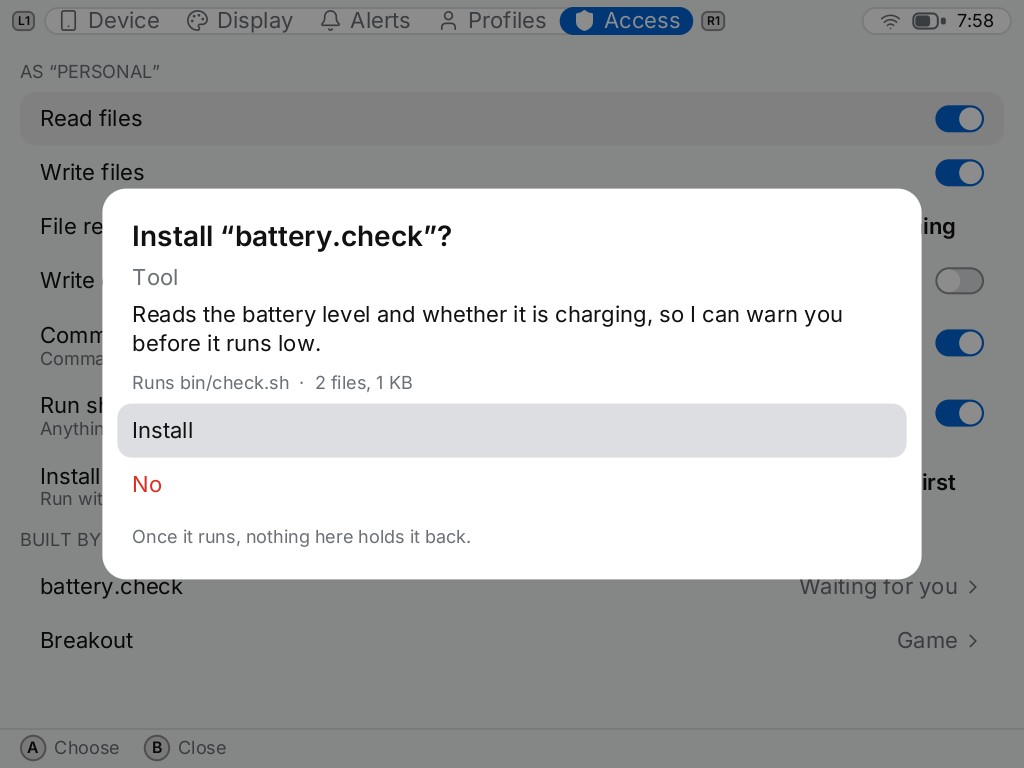 L1 Device Display Alerts Profiles Access R1 7:58
AS “PERSONAL”
Read files
Write files
File re
ing
Write
Install “battery.check”?
Tool
Reads the battery level and whether it is charging, so I can warn you
before it runs low.
Runs bin/check.sh · 2 files, 1 KB
Install
No
Once it runs, nothing here holds it back.
Comm
Comma
Run sh
Anythin
Install
irst
Run wit
BUILT BY
battery.check Waiting for you
Breakout Game
A Choose B Close